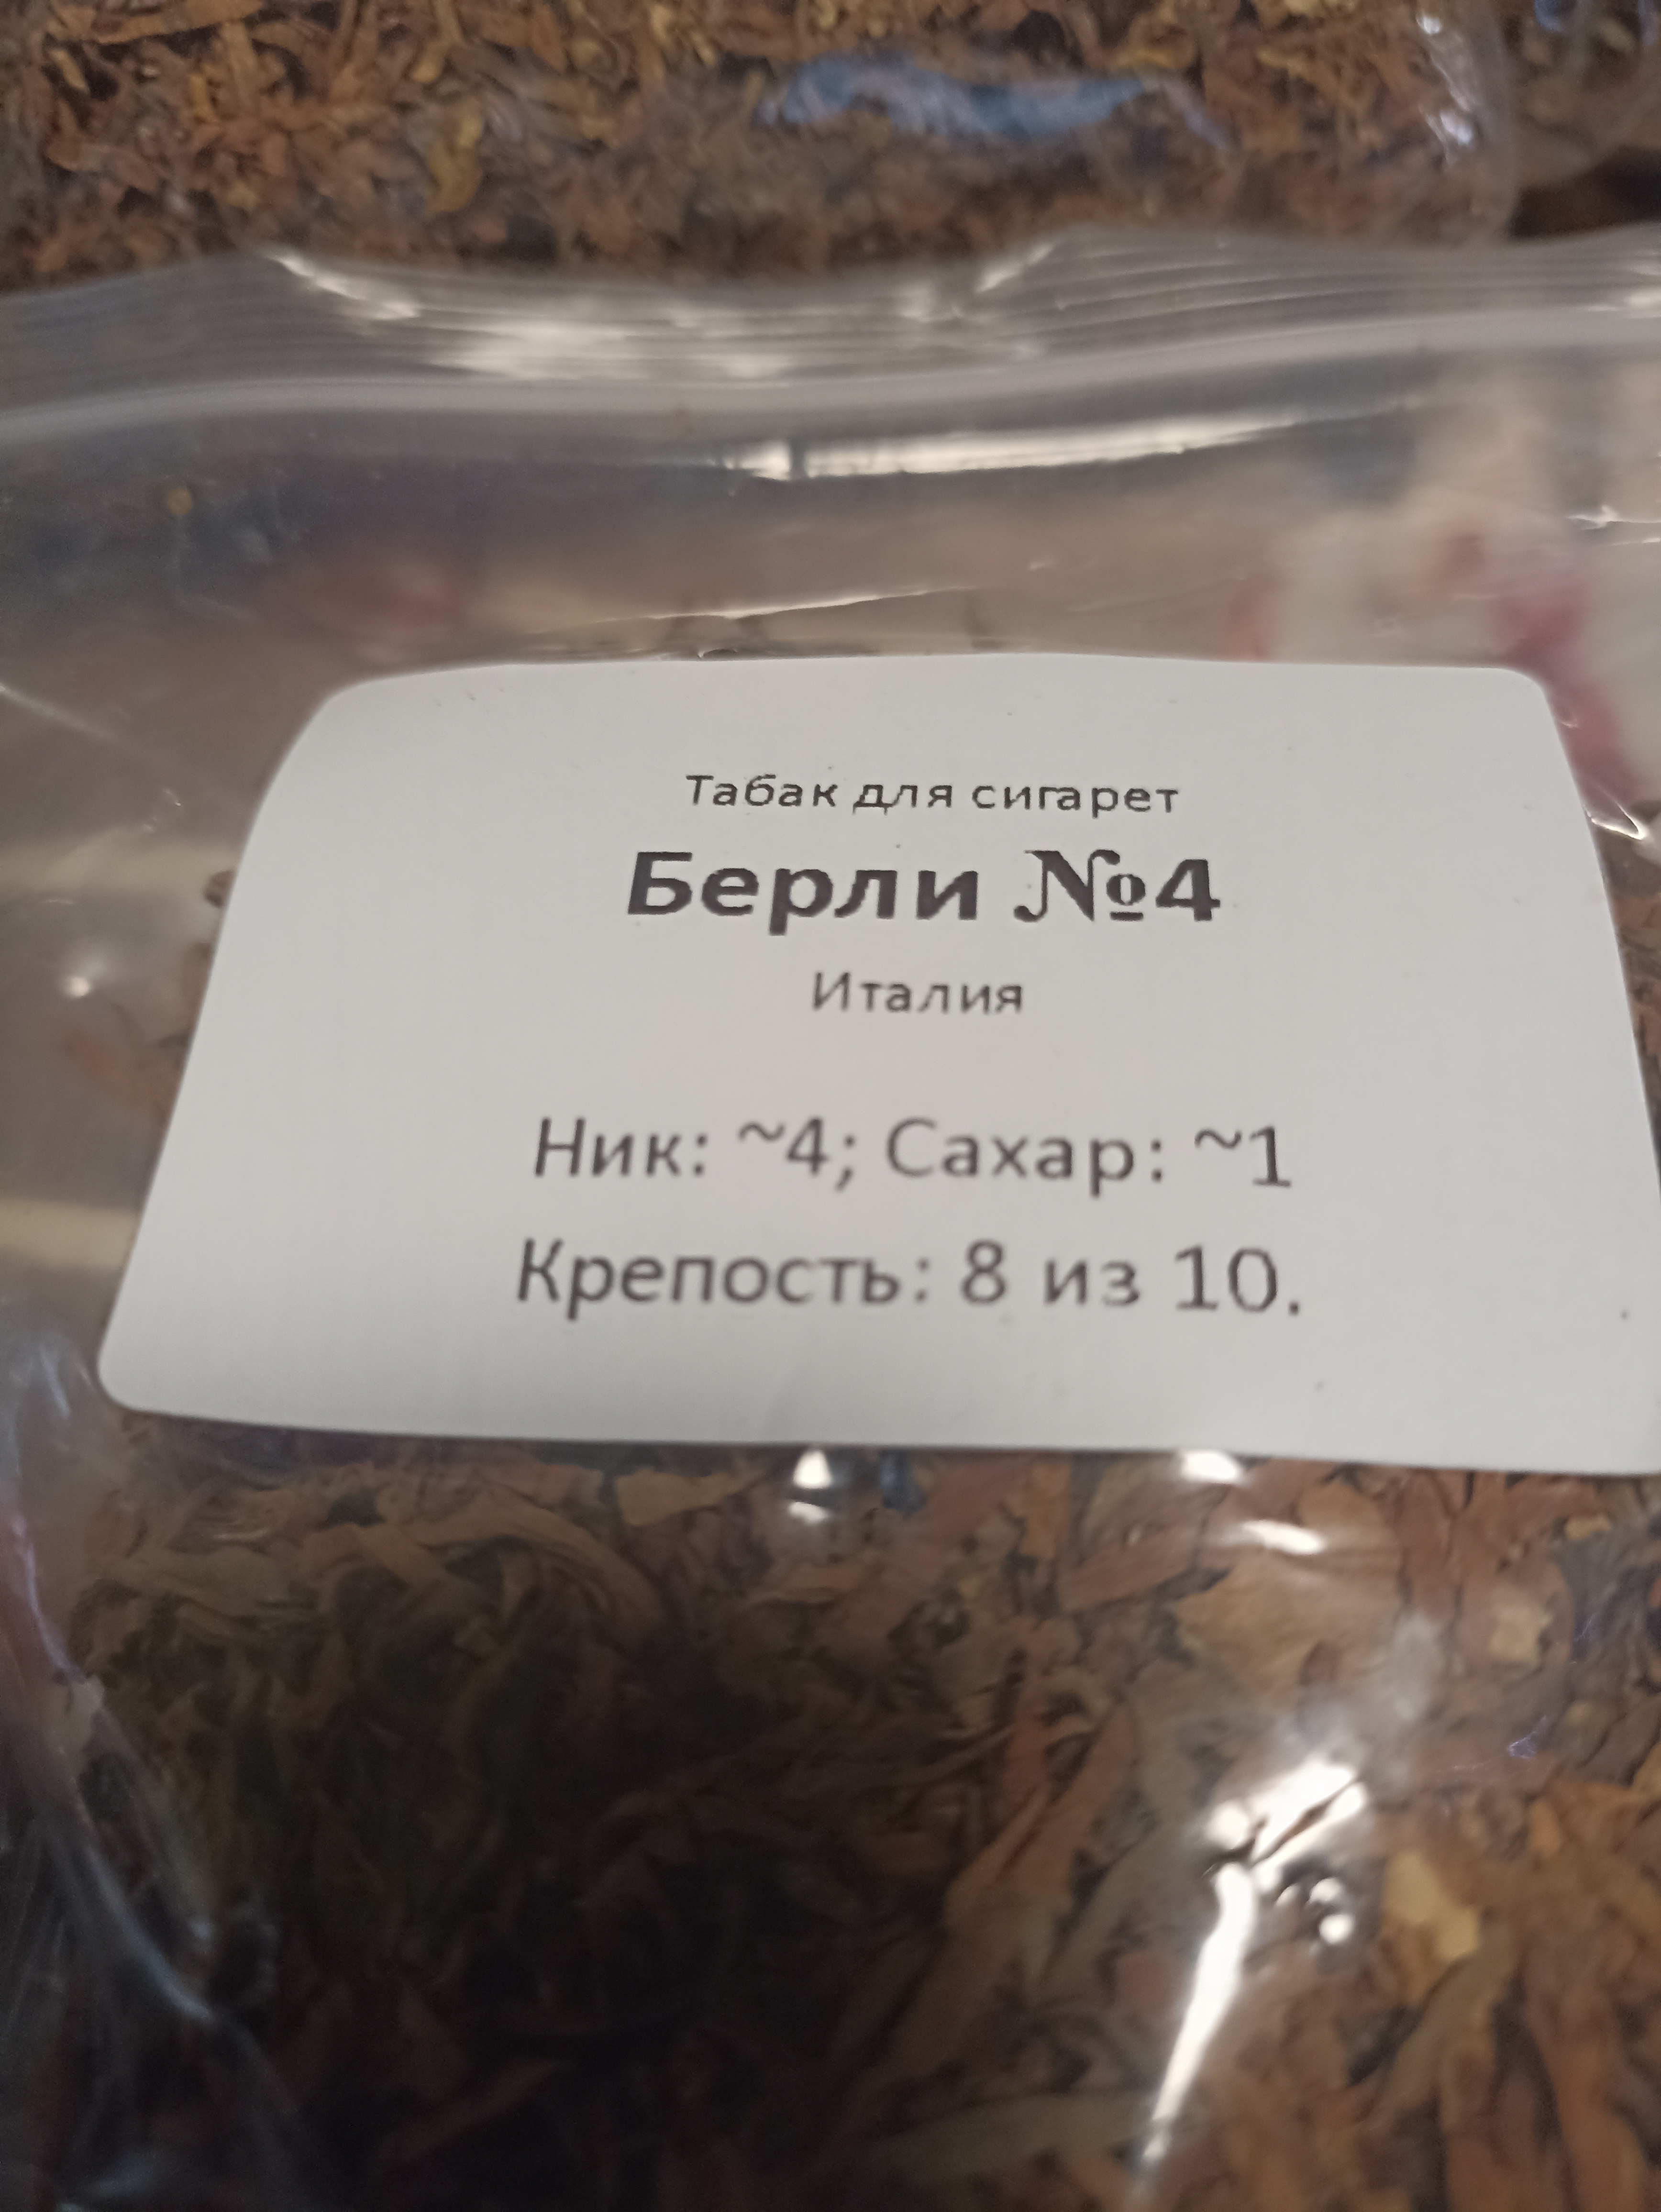 Табак для сигарет
Берли №4
Италия
Ник: ~4; Сахар: ~1
Крепость: 8 из 10.